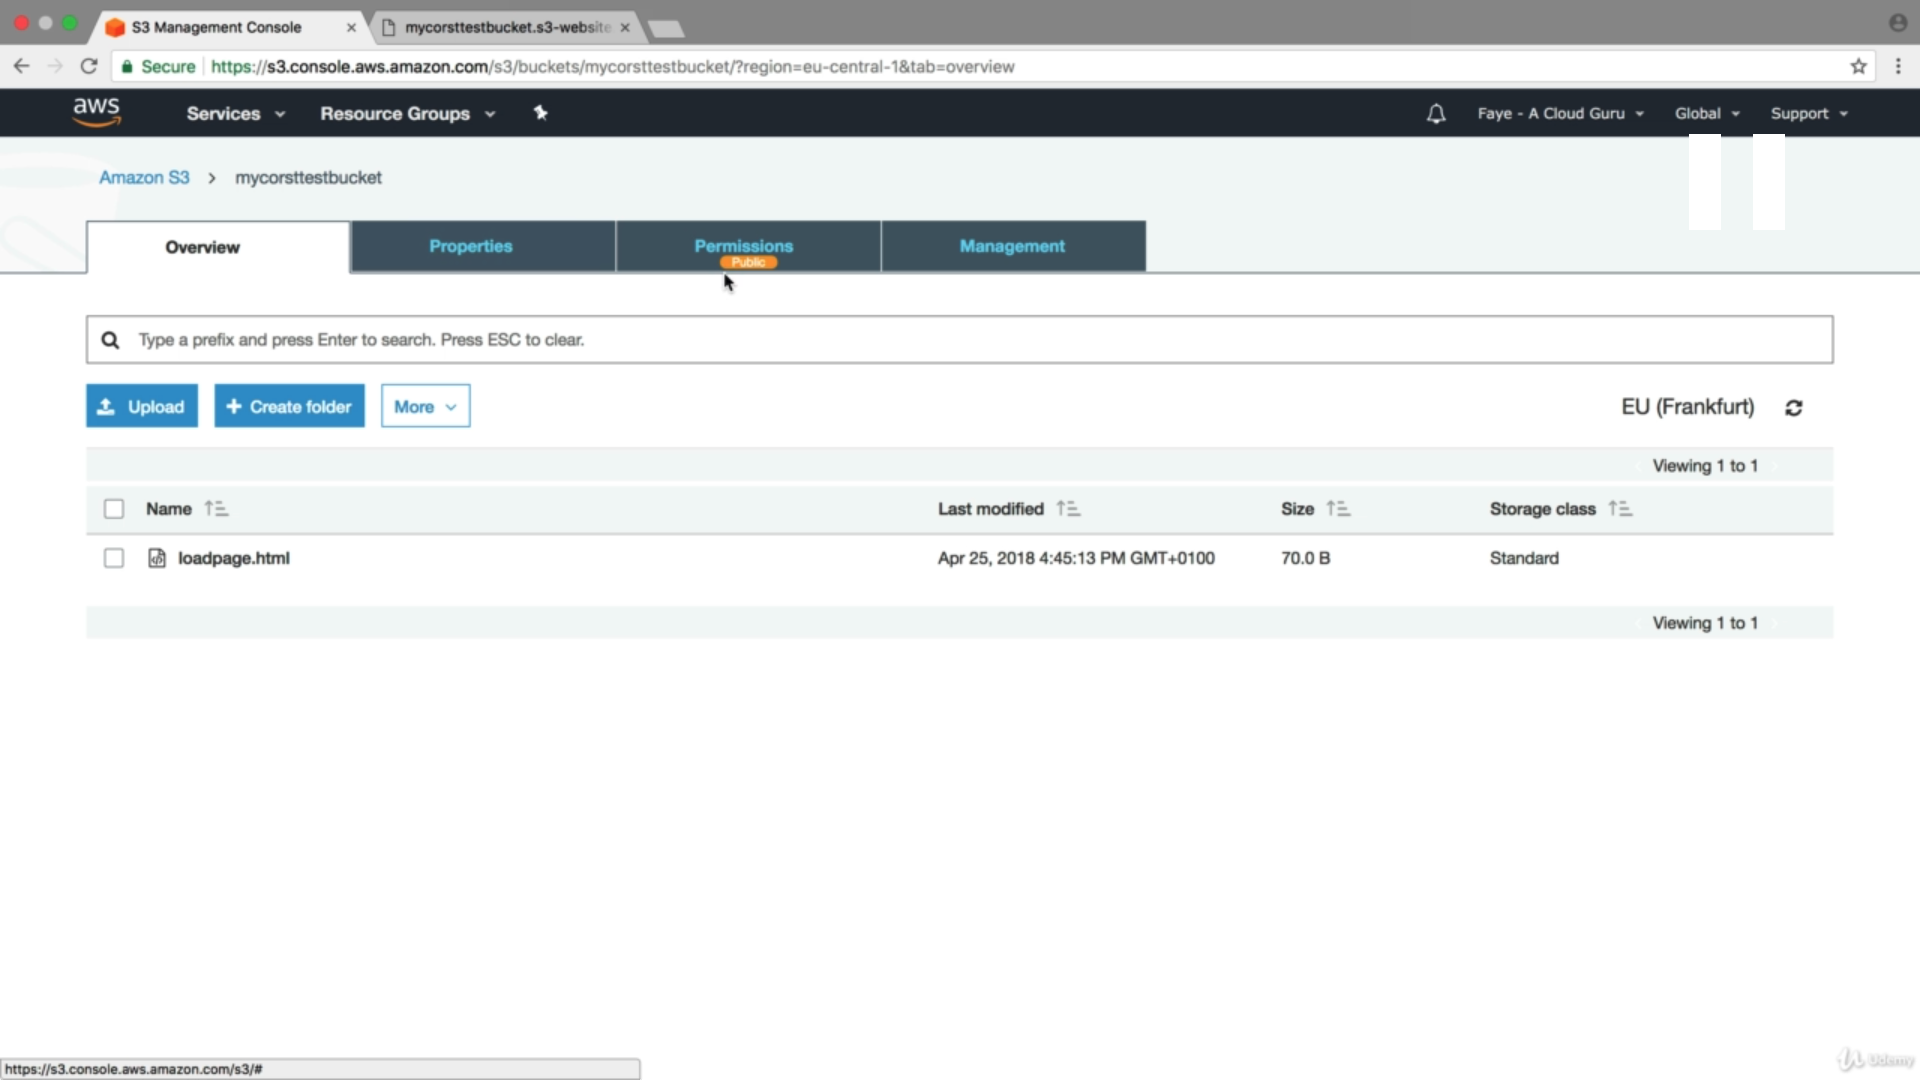 S3 Management Console
mycorsttestbucket.s3-website
Secure https://s3.console.aws.amazon.com/s3/buckets/mycorsttestbucket/?region=eu-central-1&tab=overview
aws Services Resource Groups Faye - A Cloud Guru Global Support
Amazon S3 > mycorsttestbucket
Overview Properties Permissions Management
Public
Type a prefix and press Enter to search. Press ESC to clear.
Upload + Create folder More EU (Frankfurt)
Viewing 1 to 1
Name Last modified Size Storage class
loadpage.html Apr 25, 2018 4:45:13 PM GMT+0100 70.0 B Standard
Viewing 1 to 1
https://s3.console.aws.amazon.com/s3/#
Udemy